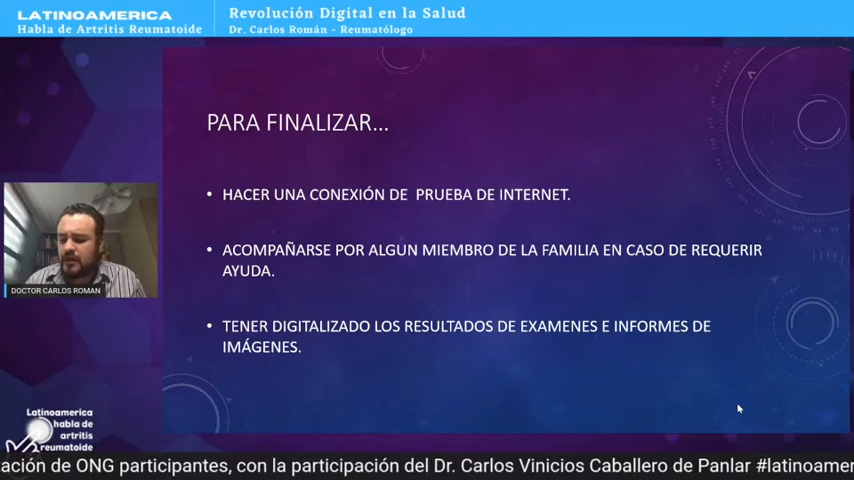 LATINOAMERICA
Habla de Artritis Reumatoide
Revolución Digital en la Salud
Dr. Carlos Román - Reumatólogo
PARA FINALIZAR...
• HACER UNA CONEXIÓN DE PRUEBA DE INTERNET.
• ACOMPAÑARSE POR ALGUN MIEMBRO DE LA FAMILIA EN CASO DE REQUERIR
AYUDA.
• TENER DIGITALIZADO LOS RESULTADOS DE EXAMENES E INFORMES DE
IMÁGENES.
DOCTOR CARLOS ROMAN
Latinoamerica
habla de
artritis
reumatoide
tación de ONG participantes, con la participación del Dr. Carlos Vinicios Caballero de Panlar #latinoamer